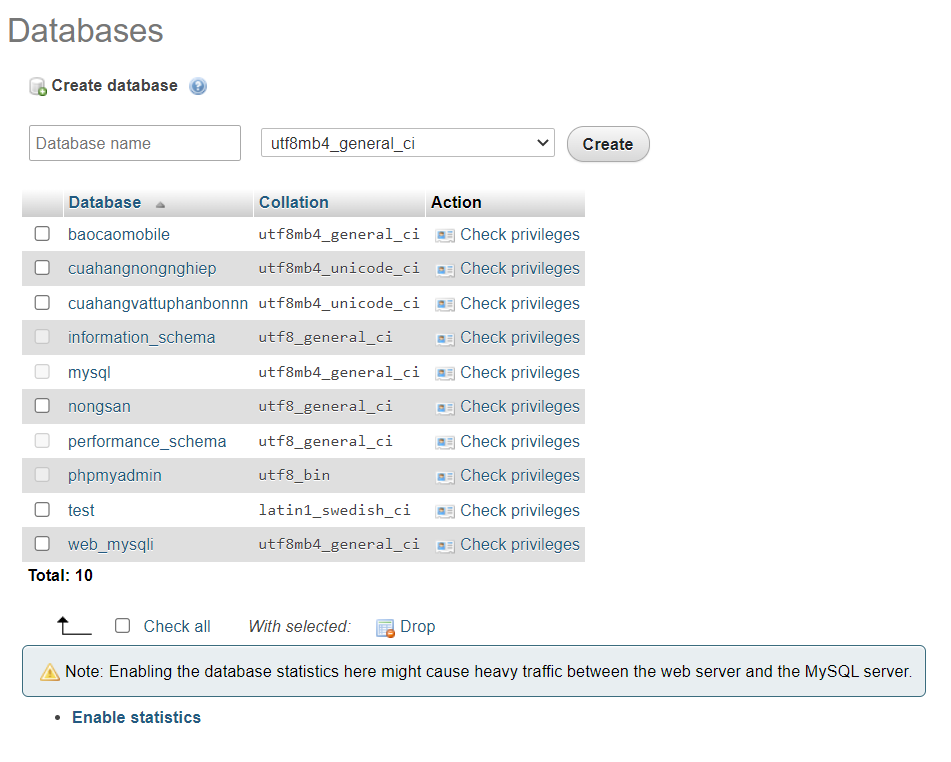 Databases
Create database
Database name utf8mb4_general_ci Create
Database Collation Action
baocaomobile utf8mb4_general_ci Check privileges
cuahangnongnghiep utf8mb4_unicode_ci Check privileges
cuahangvattuphanbonnn utf8mb4_unicode_ci Check privileges
information_schema utf8_general_ci Check privileges
mysql utf8mb4_general_ci Check privileges
nongsan utf8_general_ci Check privileges
performance_schema utf8_general_ci Check privileges
phpmyadmin utf8_bin Check privileges
test latin1_swedish_ci Check privileges
web_mysqli utf8mb4_general_ci Check privileges
Total: 10
Check all With selected: Drop
Note: Enabling the database statistics here might cause heavy traffic between the web server and the MySQL server.
• Enable statistics